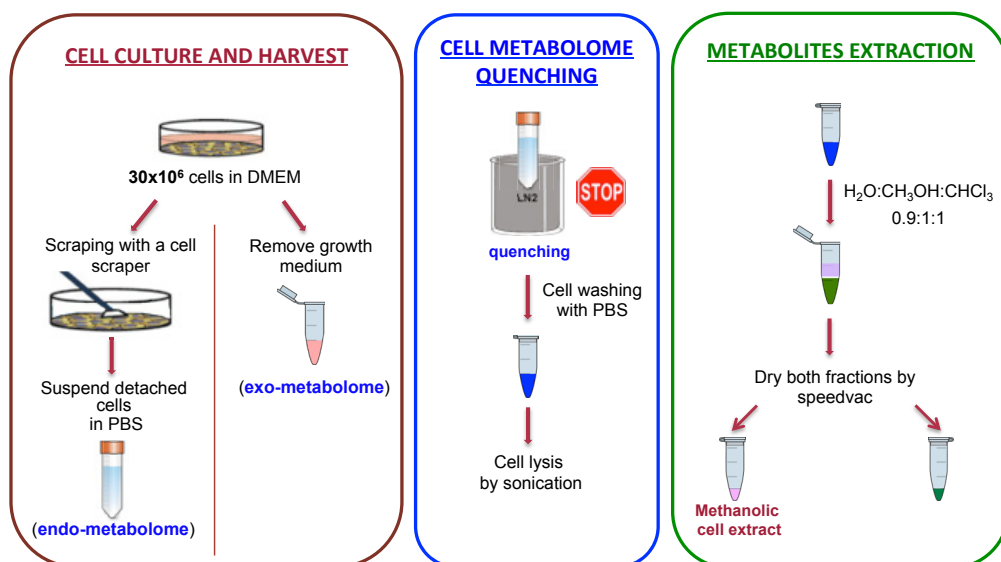 CELL CULTURE AND HARVEST
30x10⁶ cells in DMEM
Scraping with a cell
scraper
Remove growth
medium
(exo-metabolome)
Suspend detached
cells
in PBS
(endo-metabolome)
CELL METABOLOME
QUENCHING
LN2
STOP
quenching
Cell washing
with PBS
Cell lysis
by sonication
METABOLITES EXTRACTION
H₂O:CH₃OH:CHCl₃
0.9:1:1
Dry both fractions by
speedvac
Methanolic
cell extract